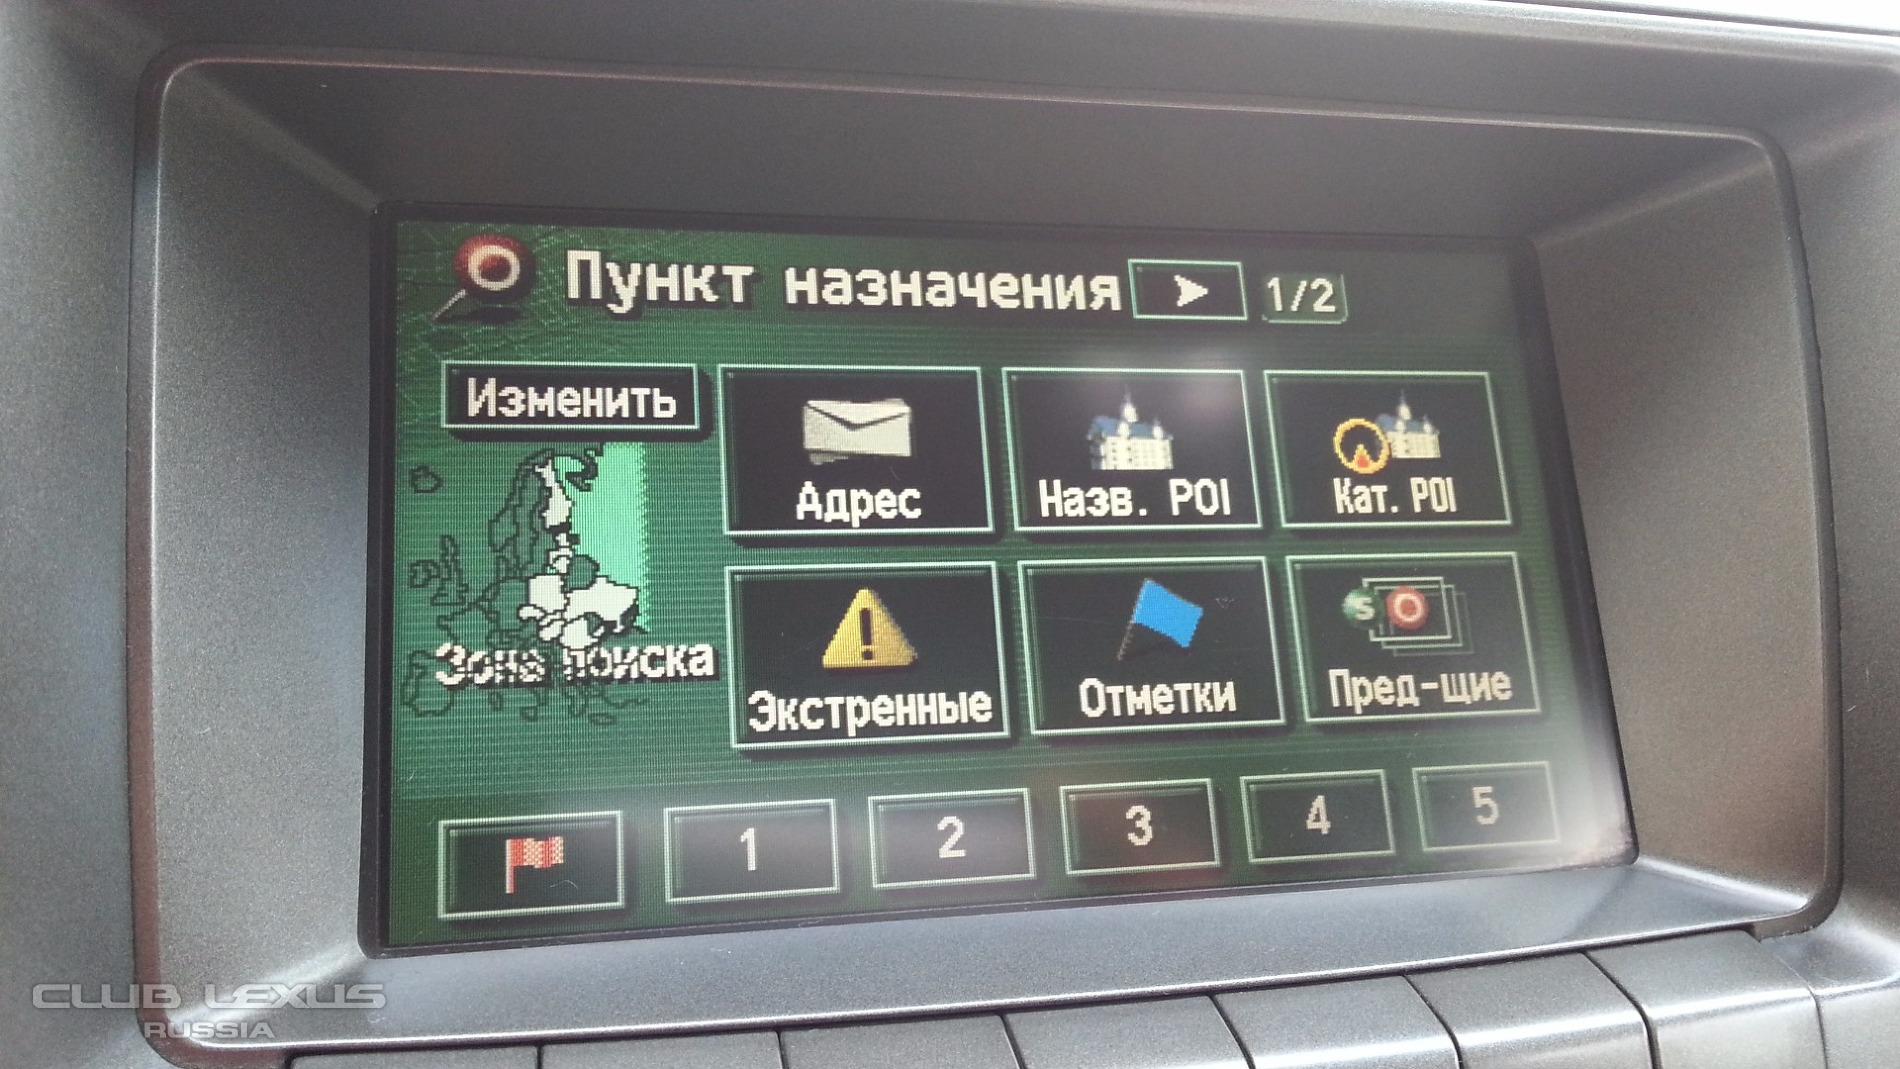 Пункт назначения
1/2
Изменить
Адрес
Назв. POI
Кат. POI
Зона поиска
Экстренные
Отметки
S
Пред-щие
1
2
3
4
5
CLUB LEXUS
RUSSIA